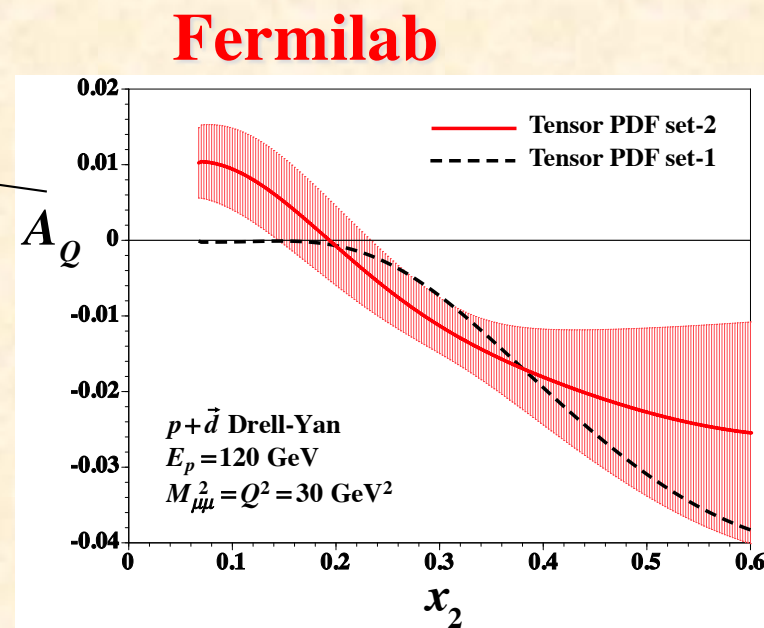 Fermilab
0.02
0.01
0
-0.01
-0.02
-0.03
-0.04
A_Q
Tensor PDF set-2
Tensor PDF set-1
p+d⃗ Drell-Yan
E_p=120 GeV
M²_μμ=Q²=30 GeV²
0 0.1 0.2 0.3 0.4 0.5 0.6
x₂